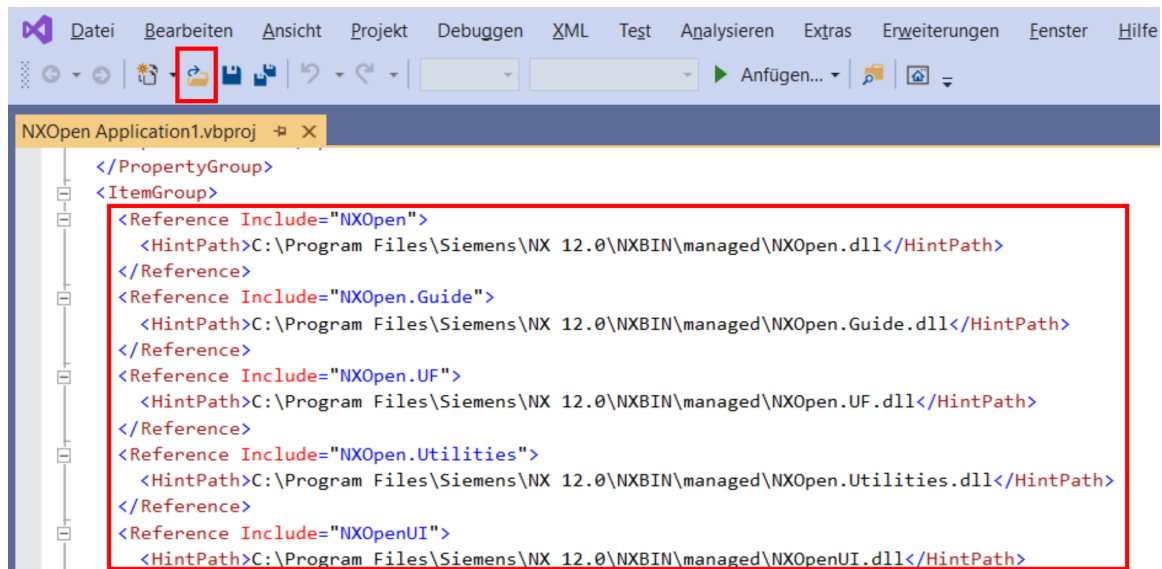 Datei Bearbeiten Ansicht Projekt Debuggen XML Test Analysieren Extras Erweiterungen Fenster Hilfe
Anfügen...
NXOpen Application1.vbproj
</PropertyGroup>
<ItemGroup>
<Reference Include="NXOpen">
<HintPath>C:\Program Files\Siemens\NX 12.0\NXBIN\managed\NXOpen.dll</HintPath>
</Reference>
<Reference Include="NXOpen.Guide">
<HintPath>C:\Program Files\Siemens\NX 12.0\NXBIN\managed\NXOpen.Guide.dll</HintPath>
</Reference>
<Reference Include="NXOpen.UF">
<HintPath>C:\Program Files\Siemens\NX 12.0\NXBIN\managed\NXOpen.UF.dll</HintPath>
</Reference>
<Reference Include="NXOpen.Utilities">
<HintPath>C:\Program Files\Siemens\NX 12.0\NXBIN\managed\NXOpen.Utilities.dll</HintPath>
</Reference>
<Reference Include="NXOpenUI">
<HintPath>C:\Program Files\Siemens\NX 12.0\NXBIN\managed\NXOpenUI.dll</HintPath>